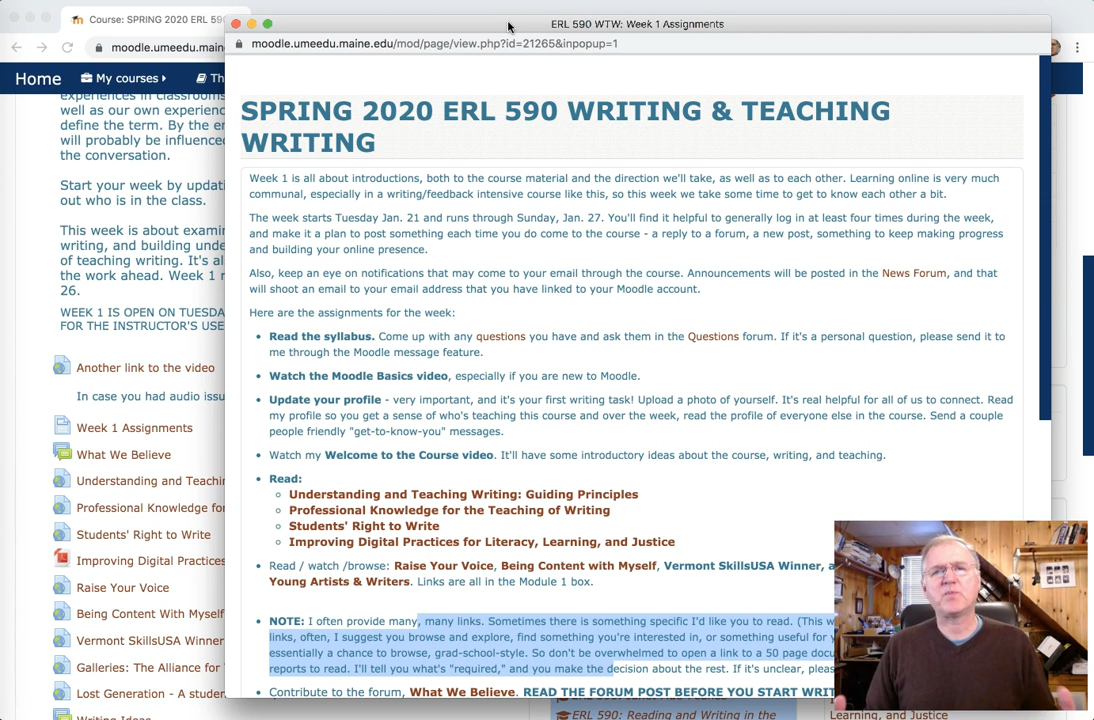 Course: SPRING 2020 ERL 59
moodle.umeedu.main
Home
My courses
Th
experiences in classrooms
well as our own experienc
define the term. By the e
will probably be influenced
the conversation.
Start your week by updati
out who is in the class.
This week is about examin
writing, and building unde
of teaching writing. It's al
the work ahead. Week 1 r
26.
WEEK 1 IS OPEN ON TUESDA
FOR THE INSTRUCTOR'S USE
Another link to the video
In case you had audio issu
Week 1 Assignments
What We Believe
Understanding and Teachin
Professional Knowledge for
Students' Right to Write
Improving Digital Practices
Raise Your Voice
Being Content with Myself
Vermont SkillsUSA Winner
Galleries: The Alliance for
Lost Generation - A studen
Writing Ideas
ERL 590 WTW: Week 1 Assignments
moodle.umeedu.maine.edu/mod/page/view.php?id=21265&inpopup=1
SPRING 2020 ERL 590 WRITING & TEACHING
WRITING
Week 1 is all about introductions, both to the course material and the direction we'll take, as well as to each other. Learning online is very much
communal, especially in a writing/feedback intensive course like this, so this week we take some time to get to know each other a bit.
The week starts Tuesday Jan. 21 and runs through Sunday, Jan. 27. You'll find it helpful to generally log in at least four times during the week,
and make it a plan to post something each time you do come to the course - a reply to a forum, a new post, something to keep making progress
and building your online presence.
Also, keep an eye on notifications that may come to your email through the course. Announcements will be posted in the News Forum, and that
will shoot an email to your email address that you have linked to your Moodle account.
Here are the assignments for the week:
• Read the syllabus. Come up with any questions you have and ask them in the Questions forum. If it's a personal question, please send it to
me through the Moodle message feature.
• Watch the Moodle Basics video, especially if you are new to Moodle.
• Update your profile - very important, and it's your first writing task! Upload a photo of yourself. It's real helpful for all of us to connect. Read
my profile so you get a sense of who's teaching this course and over the week, read the profile of everyone else in the course. Send a couple
people friendly "get-to-know-you" messages.
• Watch my Welcome to the Course video. It'll have some introductory ideas about the course, writing, and teaching.
• Read:
Understanding and Teaching Writing: Guiding Principles
Professional Knowledge for the Teaching of Writing
Students' Right to Write
Improving Digital Practices for Literacy, Learning, and Justice
• Read / watch /browse: Raise Your Voice, Being Content with Myself, Vermont SkillsUSA Winner, a
Young Artists & Writers. Links are all in the Module 1 box.
• NOTE: I often provide many, many links. Sometimes there is something specific I'd like you to read. (This w
links, often, I suggest you browse and explore, find something you're interested in, or something useful for y
essentially a chance to browse, grad-school-style. So don't be overwhelmed to open a link to a 50 page docu
reports to read. I'll tell you what's "required," and you make the decision about the rest. If it's unclear, pleas
• Contribute to the forum, What We Believe. READ THE FORUM POST BEFORE YOU START WRIT
ERL 590: Reading and Writing in the
Learning, and Justice